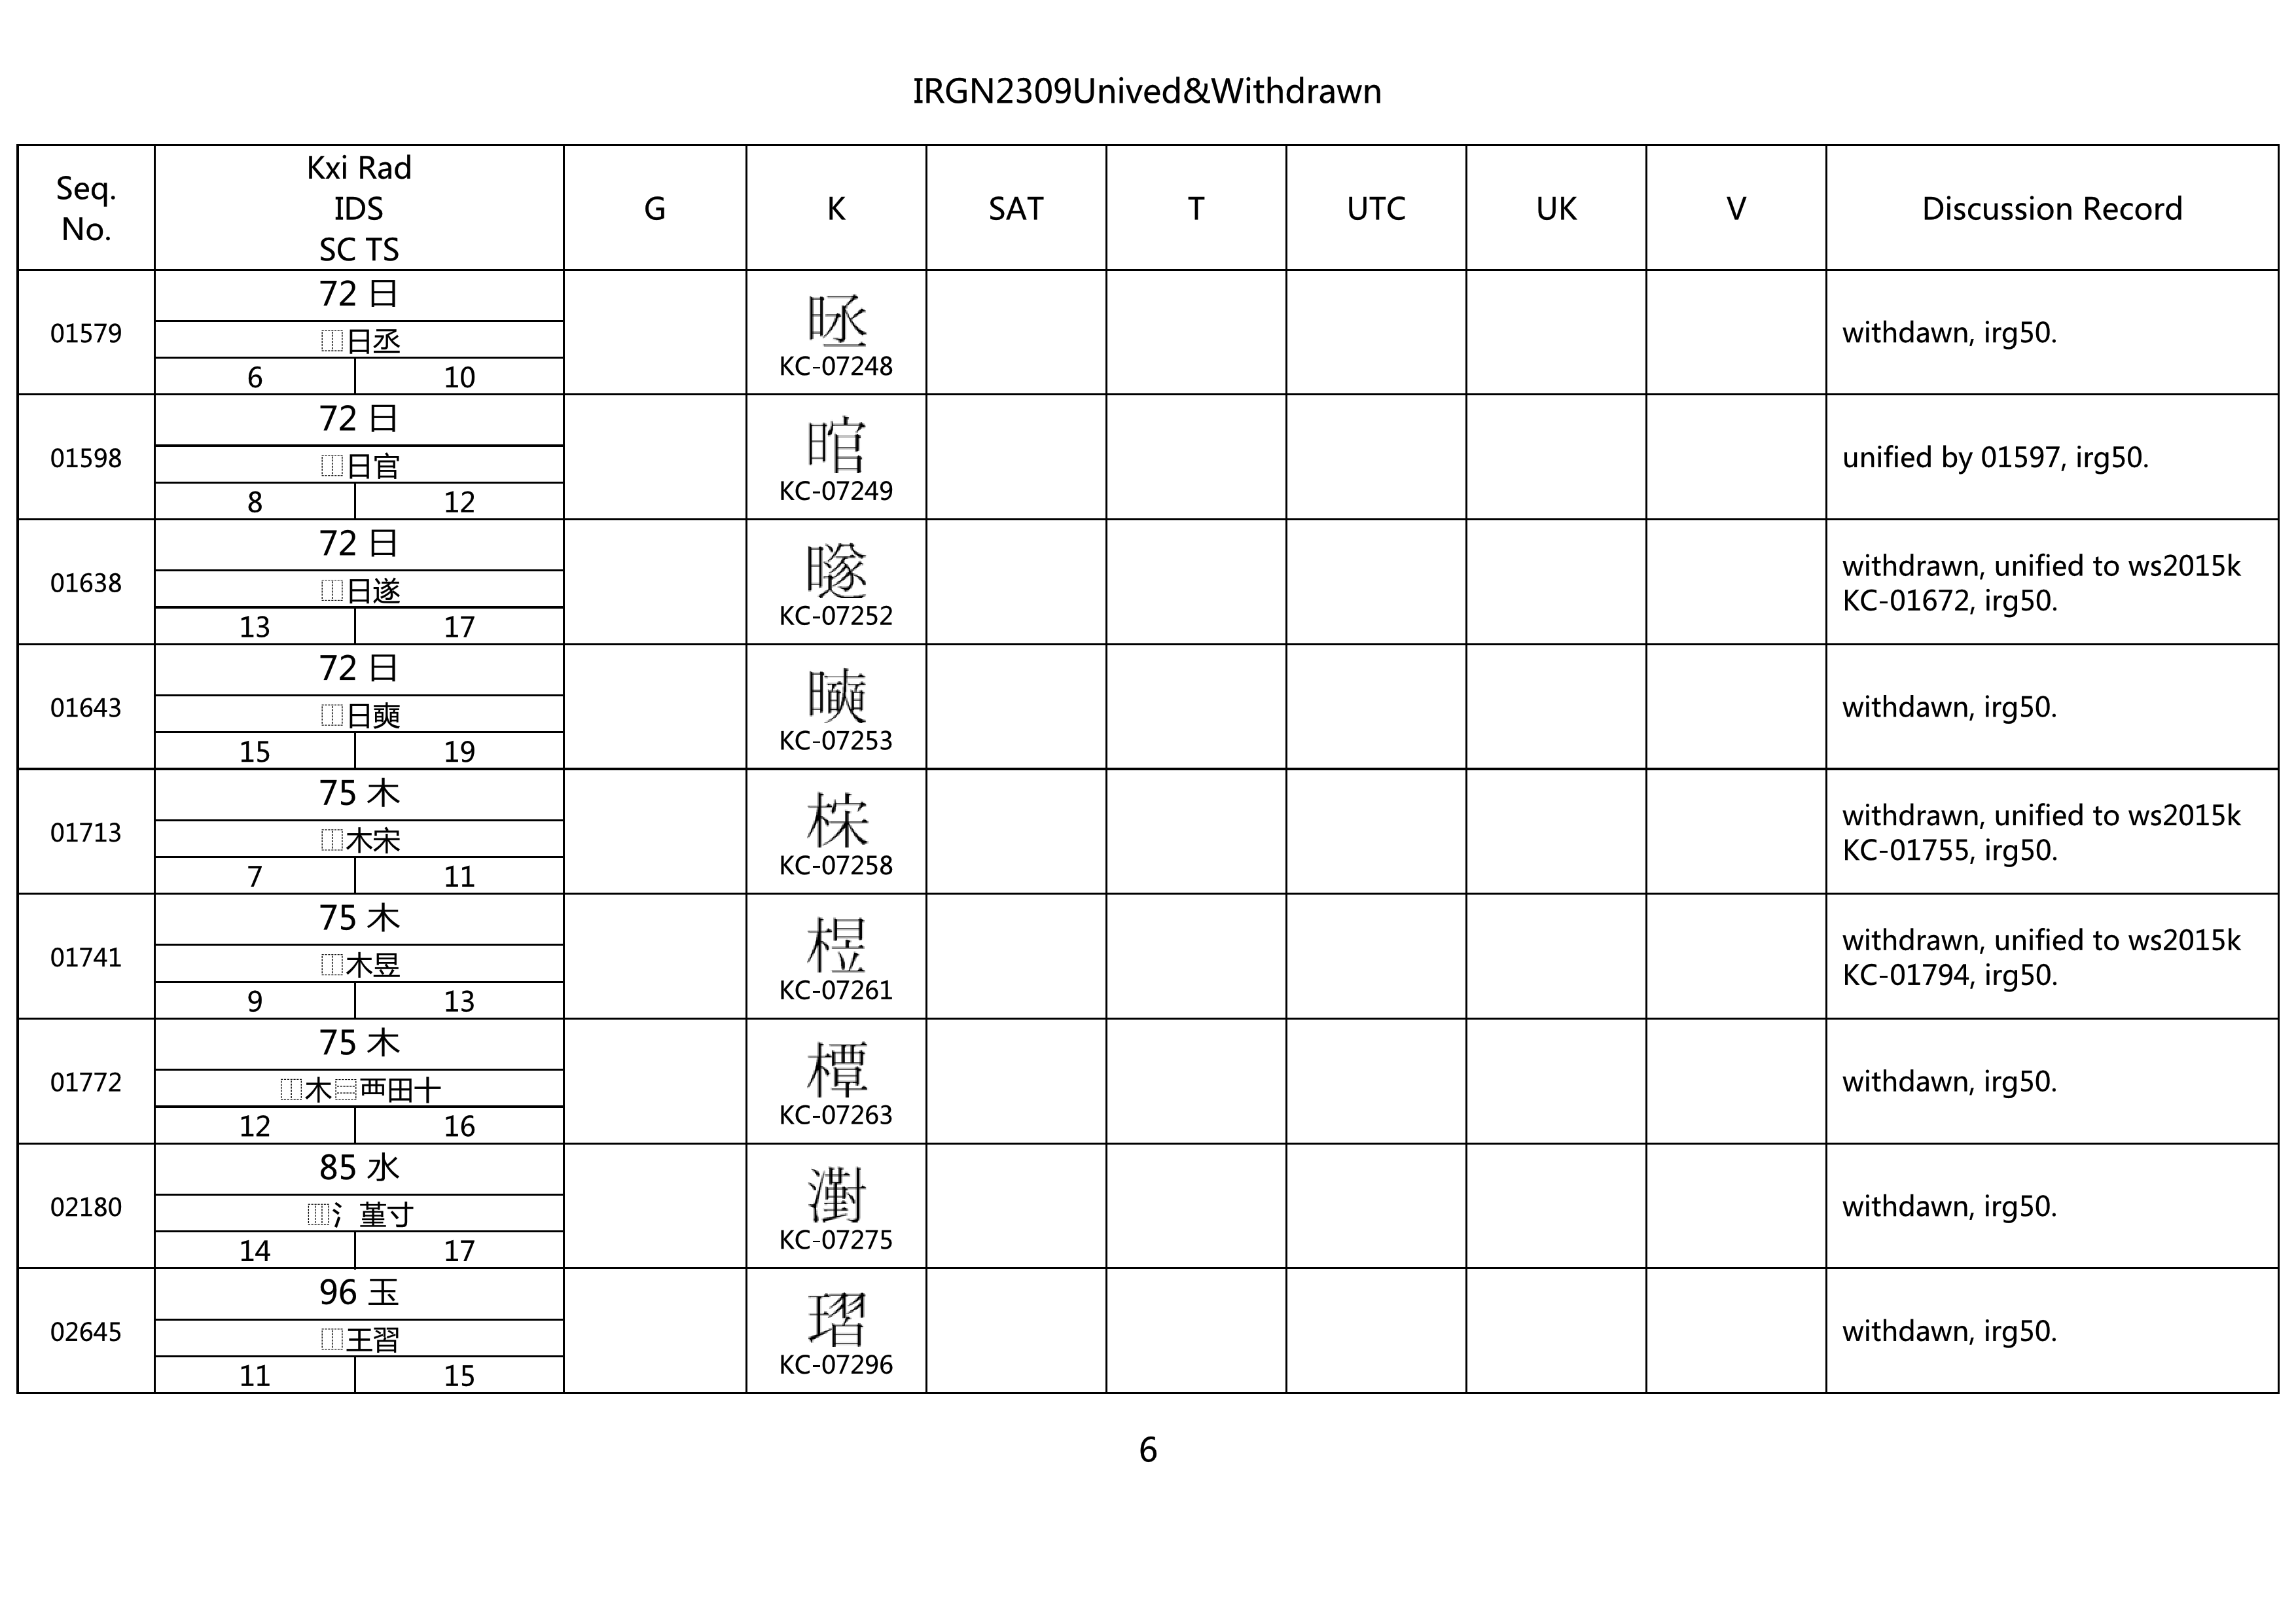 IRGN2309Unived&Withdrawn
Seq. No.
Kxi Rad
IDS
SC TS
G K SAT T UTC UK V Discussion Record
01579
72 日
⿰日丞
6 10
KC-07248
withdawn, irg50.
01598
72 日
⿰日官
8 12
KC-07249
unified by 01597, irg50.
01638
72 日
⿰日遂
13 17
KC-07252
withdrawn, unified to ws2015k
KC-01672, irg50.
01643
72 日
⿰日奭
15 19
KC-07253
withdawn, irg50.
01713
75 木
⿰木宋
7 11
KC-07258
withdrawn, unified to ws2015k
KC-01755, irg50.
01741
75 木
⿰木昱
9 13
KC-07261
withdrawn, unified to ws2015k
KC-01794, irg50.
01772
75 木
⿰木⿳覀田十
12 16
KC-07263
withdawn, irg50.
02180
85 水
⿲氵堇寸
14 17
KC-07275
withdawn, irg50.
02645
96 玉
⿰王習
11 15
KC-07296
withdawn, irg50.
6